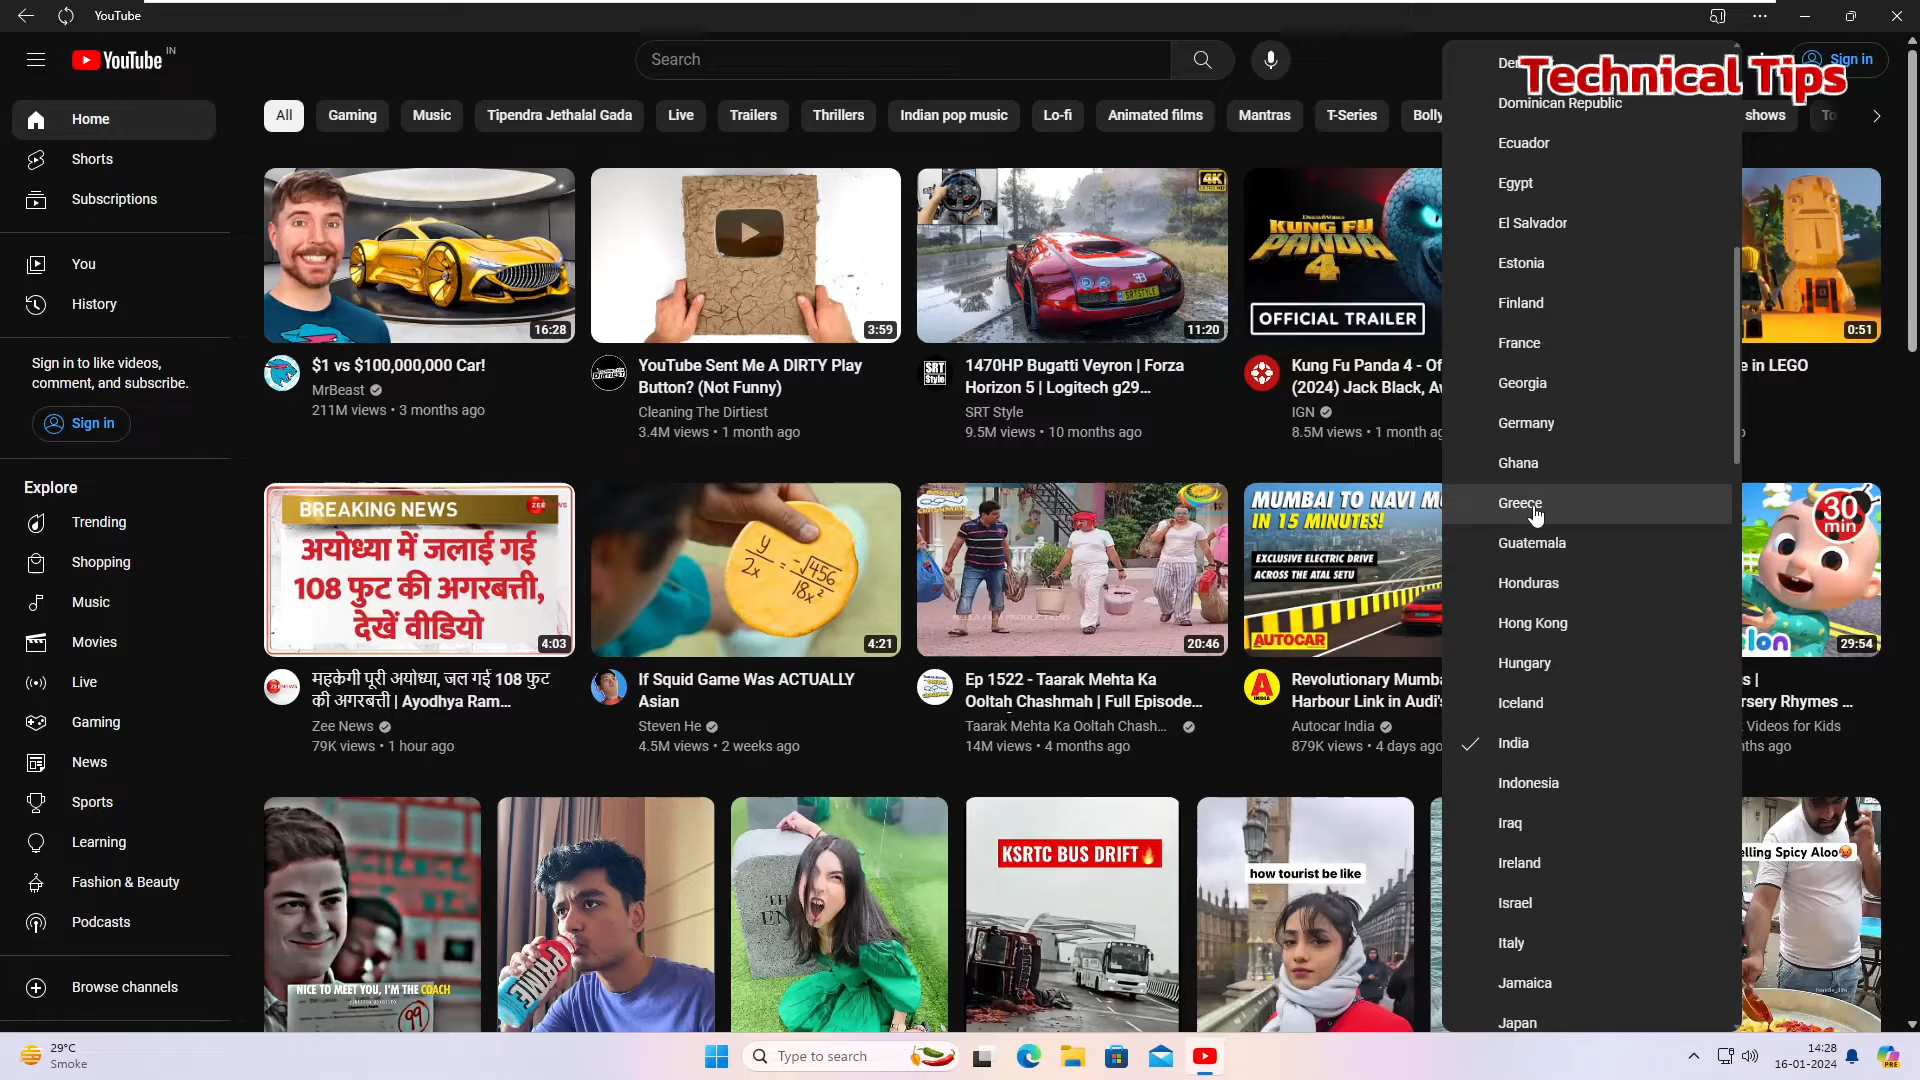 YouTube
YouTube IN
Search
Technical Tips
Sign in
Home
Shorts
Subscriptions
You
History
Sign in to like videos,
comment, and subscribe.
Sign in
Explore
Trending
Shopping
Music
Movies
Live
Gaming
News
Sports
Learning
Fashion & Beauty
Podcasts
Browse channels
All
Gaming
Music
Tipendra Jethalal Gada
Live
Trailers
Thrillers
Indian pop music
Lo-fi
Animated films
Mantras
T-Series
Bolly
shows
To
16:28
3:59
4K
11:20
KUNG FU
PANDA
4
OFFICIAL TRAILER
0:51
$1 vs $100,000,000 Car!
MrBeast
211M views • 3 months ago
YouTube Sent Me A DIRTY Play
Button? (Not Funny)
Cleaning The Dirtiest
3.4M views • 1 month ago
SRT
Style
1470HP Bugatti Veyron | Forza
Horizon 5 | Logitech g29...
SRT Style
9.5M views • 10 months ago
Kung Fu Panda 4 - Of
(2024) Jack Black, Aw
IGN
8.5M views • 1 month ag
e in LEGO
BREAKING NEWS
अयोध्या में जलाई गई
108 फुट की अगरबत्ती,
देखें वीडियो
4:03
y
2x
=
-√456
18x²
4:21
20:46
MUMBAI TO NAVI M
IN 15 MINUTES!
EXCLUSIVE ELECTRIC DRIVE
ACROSS THE ATAL SETU
AUTOCAR
30
min
lon
29:54
महकेगी पूरी अयोध्या, जल गई 108 फुट
की अगरबत्ती | Ayodhya Ram...
Zee News
79K views • 1 hour ago
If Squid Game Was ACTUALLY
Asian
Steven He
4.5M views • 2 weeks ago
Ep 1522 - Taarak Mehta Ka
Ooltah Chashmah | Full Episode...
Taarak Mehta Ka Ooltah Chash...
14M views • 4 months ago
Revolutionary Mumba
Harbour Link in Audi's
Autocar India
879K views • 4 days ago
s |
rsery Rhymes ...
Videos for Kids
ths ago
NICE TO MEET YOU, I'M THE COACH
99
PRIME
KSRTC BUS DRIFT
how tourist be like
elling Spicy Aloo
Dominican Republic
Ecuador
Egypt
El Salvador
Estonia
Finland
France
Georgia
Germany
Ghana
Greece
Guatemala
Honduras
Hong Kong
Hungary
Iceland
India
Indonesia
Iraq
Ireland
Israel
Italy
Jamaica
Japan
29°C
Smoke
Type to search
14:28
16-01-2024
PRE